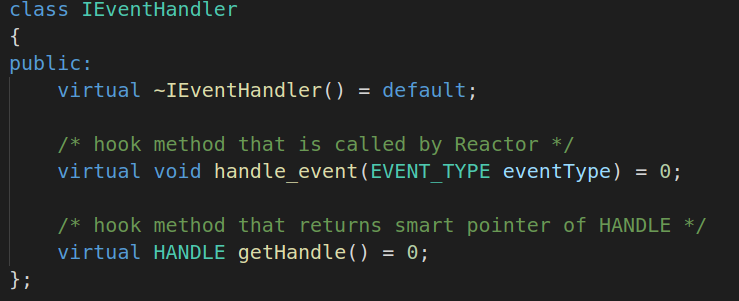 class IEventHandler
{
public:
    virtual ~IEventHandler() = default;
    /* hook method that is called by Reactor */
    virtual void handle_event(EVENT_TYPE eventType) = 0;
    /* hook method that returns smart pointer of HANDLE */
    virtual HANDLE getHandle() = 0;
};